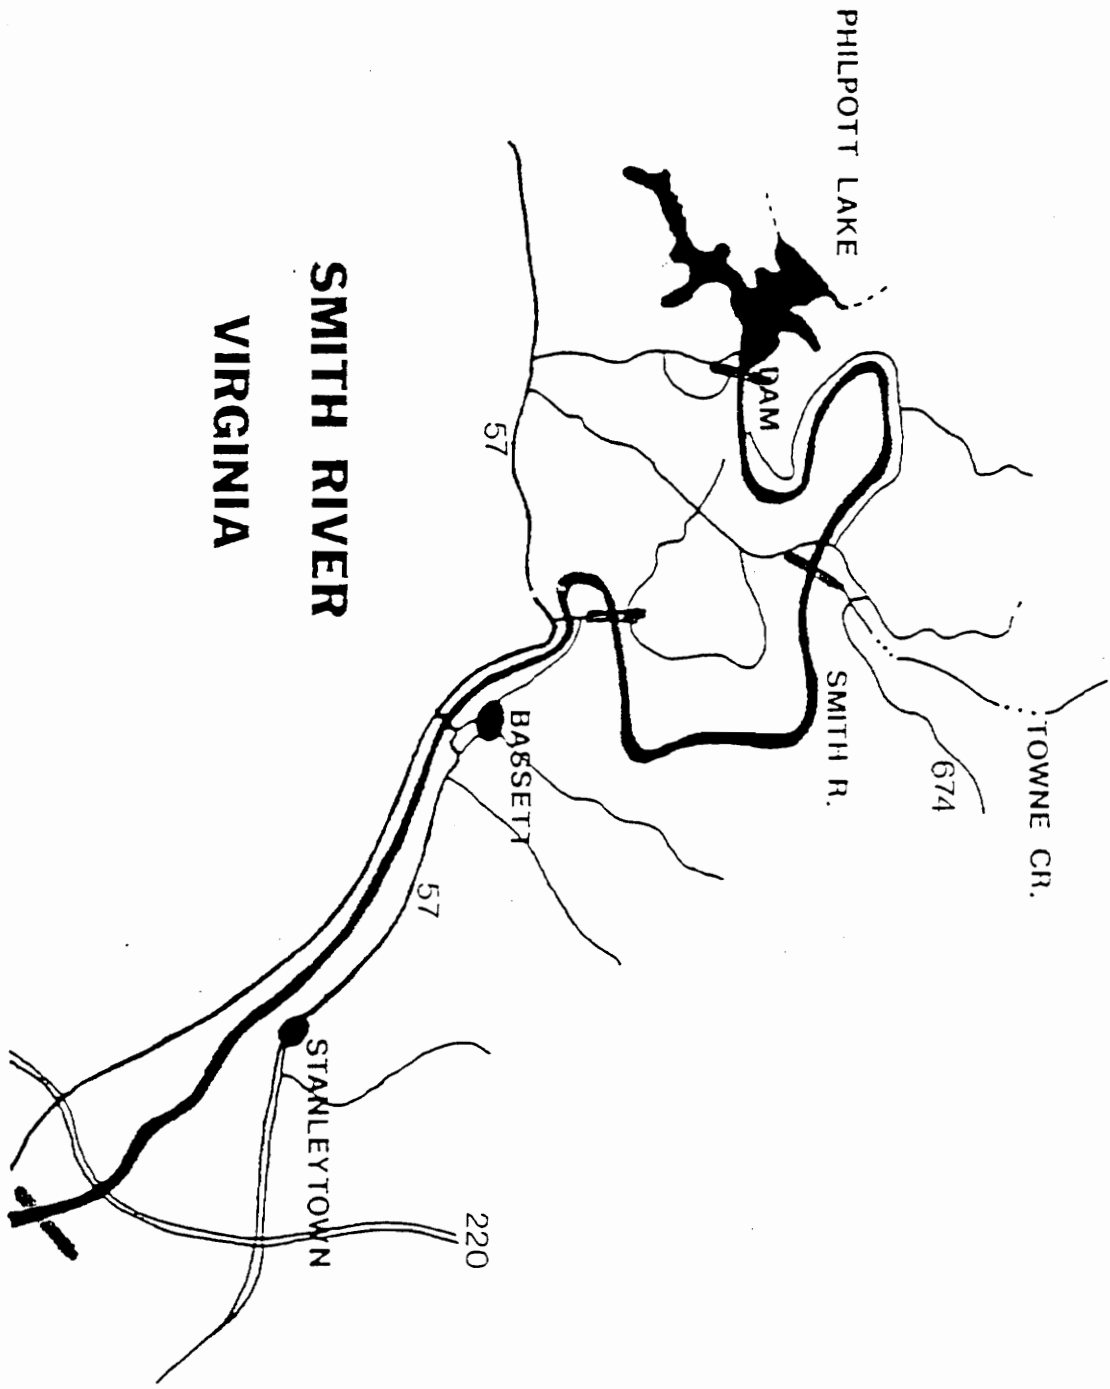 PHILPOTT LAKE
DAM
TOWNE CR.
674
SMITH R.
57
BASSETT
57
SMITH RIVER
VIRGINIA
STANLEYTOWN
220